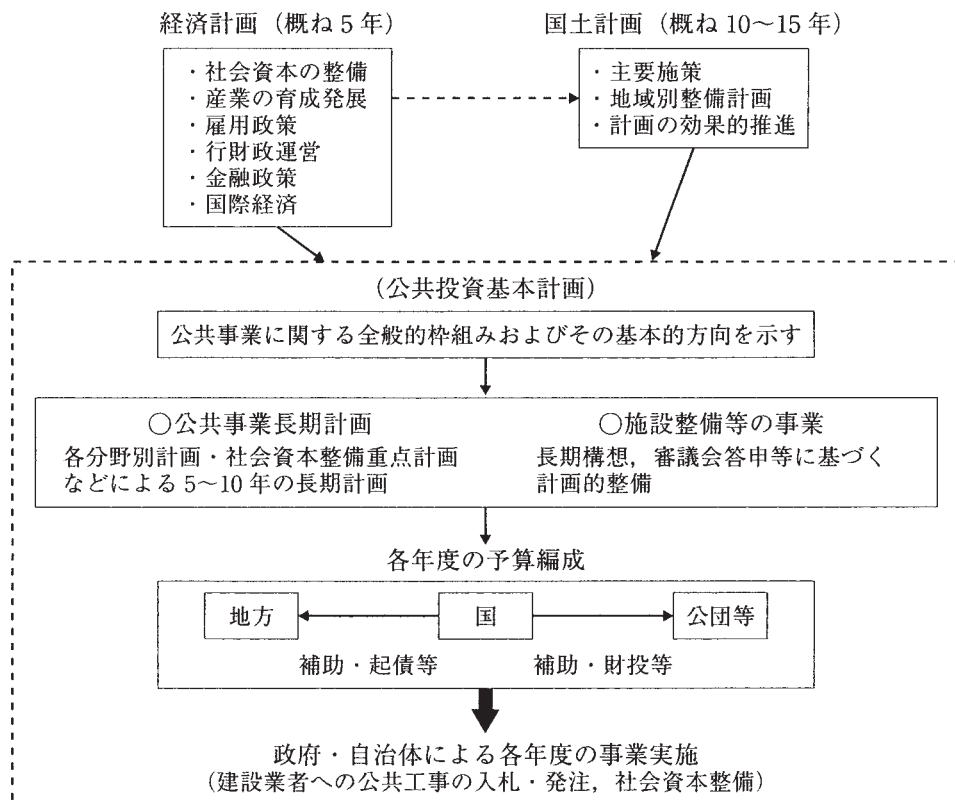 経済計画(概ね5年)
国土計画(概ね10〜15年)
・社会資本の整備
・産業の育成発展
・雇用政策
・行財政運営
・金融政策
・国際経済
・主要施策
・地域別整備計画
・計画の効果的推進
(公共投資基本計画)
公共事業に関する全般的枠組みおよびその基本的方向を示す
○公共事業長期計画
各分野別計画・社会資本整備重点計画
などによる5〜10年の長期計画
○施設整備等の事業
長期構想,審議会答申等に基づく
計画的整備
各年度の予算編成
地方
国
公団等
補助・起債等
補助・財投等
政府・自治体による各年度の事業実施
(建設業者への公共工事の入札・発注,社会資本整備)